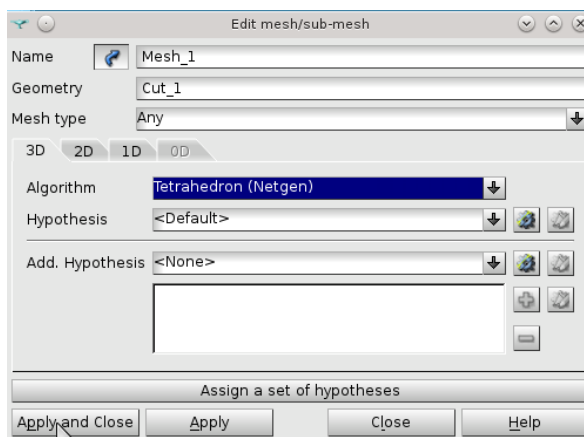 Edit mesh/sub-mesh
Name Mesh_1
Geometry Cut_1
Mesh type Any
3D 2D 1D 0D
Algorithm Tetrahedron (Netgen)
Hypothesis <Default>
Add. Hypothesis <None>
Assign a set of hypotheses
Apply and Close Apply Close Help